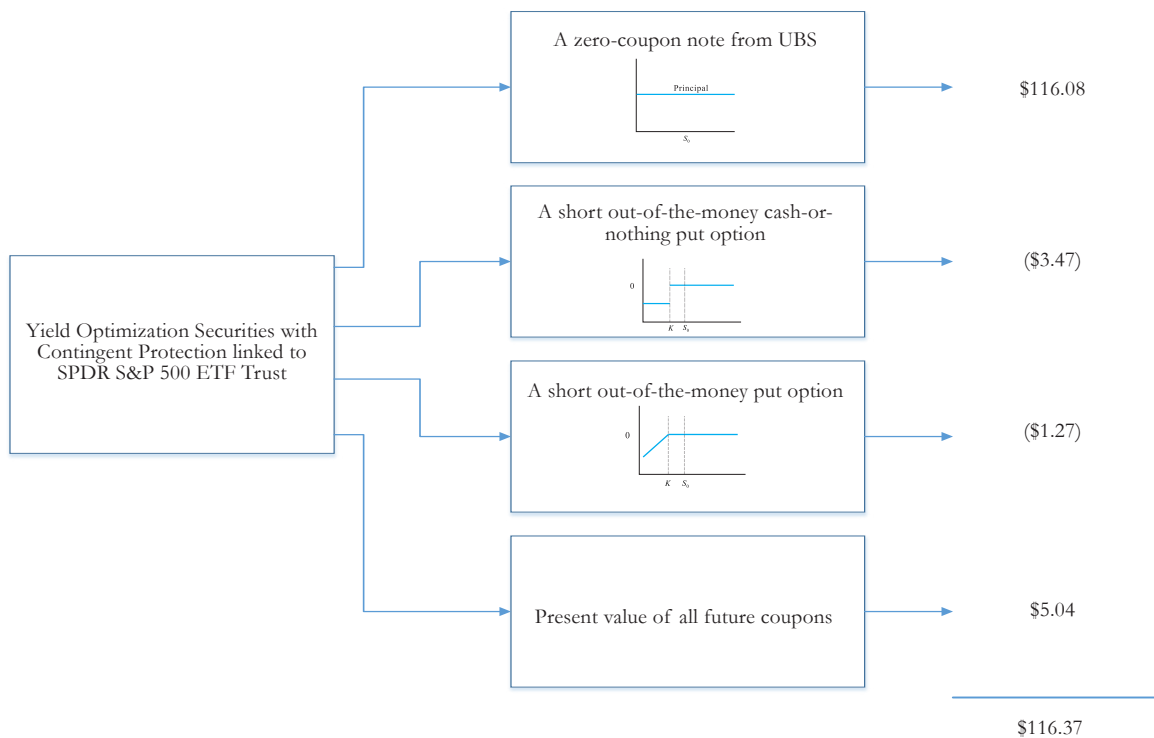 A zero-coupon note from UBS
Principal
S0
$116.08
A short out-of-the-money cash-or-
nothing put option
0
K S0
($3.47)
Yield Optimization Securities with
Contingent Protection linked to
SPDR S&P 500 ETF Trust
A short out-of-the-money put option
0
K S0
($1.27)
Present value of all future coupons
$5.04
$116.37